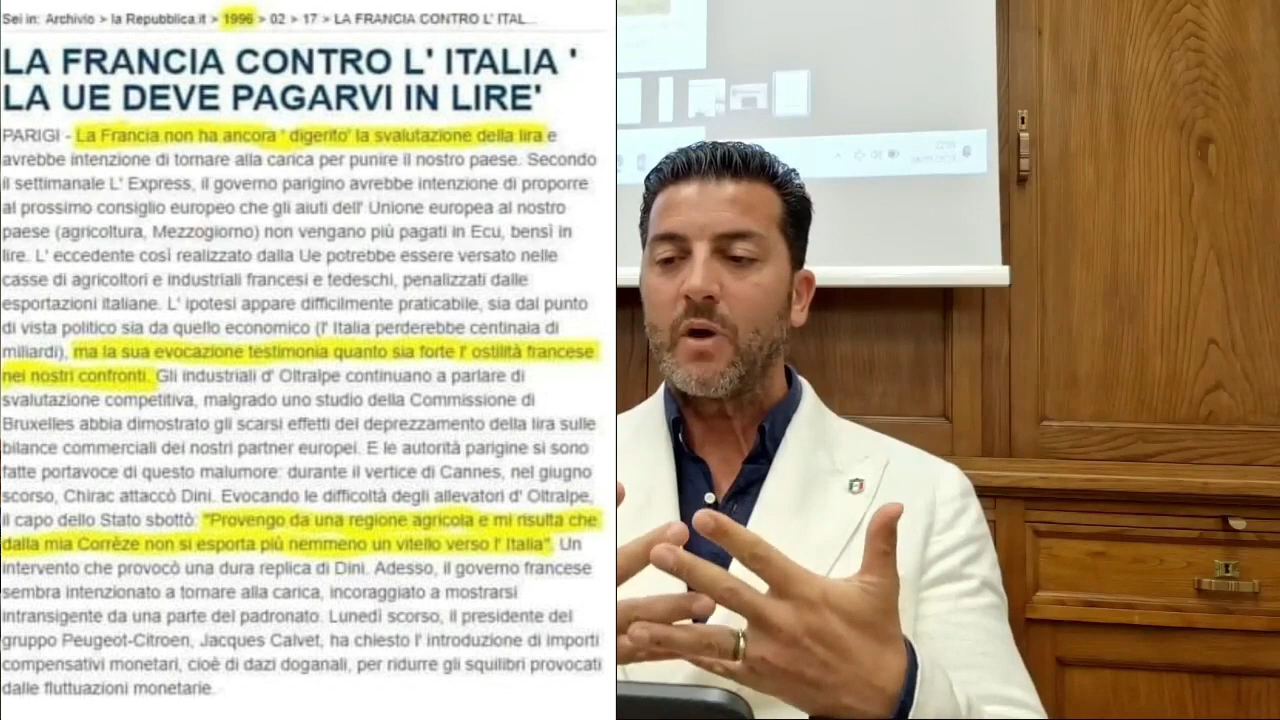 Sei in: Archivio > la Repubblica.it > 1996 > 02 > 17 > LA FRANCIA CONTRO L' ITAL...
LA FRANCIA CONTRO L' ITALIA '
LA UE DEVE PAGARVI IN LIRE'
PARIGI - La Francia non ha ancora ' digerito' la svalutazione della lira e
avrebbe intenzione di tornare alla carica per punire il nostro paese. Secondo
il settimanale L' Express, il governo parigino avrebbe intenzione di proporre
al prossimo consiglio europeo che gli aiuti dell' Unione europea al nostro
paese (agricoltura, Mezzogiorno) non vengano più pagati in Ecu, bensì in
lire. L' eccedente così realizzato dalla Ue potrebbe essere versato nelle
casse di agricoltori e industriali francesi e tedeschi, penalizzati dalle
esportazioni italiane. L' ipotesi appare difficilmente praticabile, sia dal punto
di vista politico sia da quello economico (l' Italia perderebbe centinaia di
miliardi), ma la sua evocazione testimonia quanto sia forte l' ostilità francese
nei nostri confronti. Gli industriali d' Oltralpe continuano a parlare di
svalutazione competitiva, malgrado uno studio della Commissione di
Bruxelles abbia dimostrato gli scarsi effetti del deprezzamento della lira sulle
bilance commerciali dei nostri partner europei. E le autorità parigine si sono
fatte portavoce di questo malumore: durante il vertice di Cannes, nel giugno
scorso, Chirac attaccò Dini. Evocando le difficoltà degli allevatori d' Oltralpe,
il capo dello Stato sbottò: "Provengo da una regione agricola e mi risulta che
dalla mia Corrèze non si esporta più nemmeno un vitello verso l' Italia". Un
intervento che provocò una dura replica di Dini. Adesso, il governo francese
sembra intenzionato a tornare alla carica, incoraggiato a mostrarsi
intransigente da una parte del padronato. Lunedì scorso, il presidente del
gruppo Peugeot-Citroen, Jacques Calvet, ha chiesto l' introduzione di importi
compensativi monetari, cioè di dazi doganali, per ridurre gli squilibri provocati
dalle fluttuazioni monetarie.